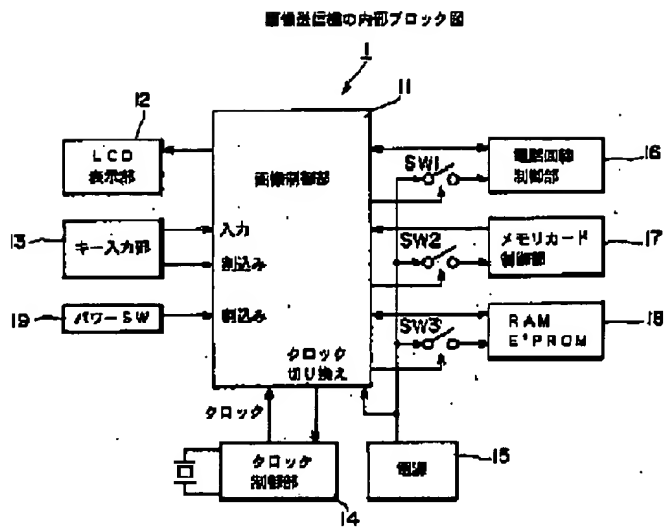 画像送信機の内部ブロック図
1
11
12
LCD
表示部
画像制御部
SW1
電話回線
制御部
16
13
キー入力部
入力
割込み
SW2
メモリカード
制御部
17
19
パワーSW
割込み
SW3
RAM
E²PROM
18
クロック
切り換え
クロック
クロック
制御部
14
電源
15